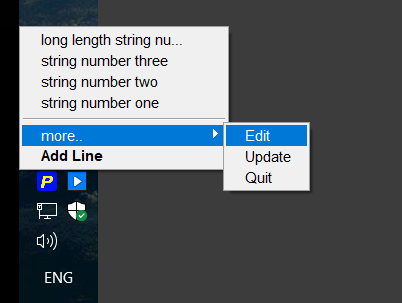 long length string nu...
string number three
string number two
string number one
more..
Add Line
Edit
Update
Quit
P
ENG